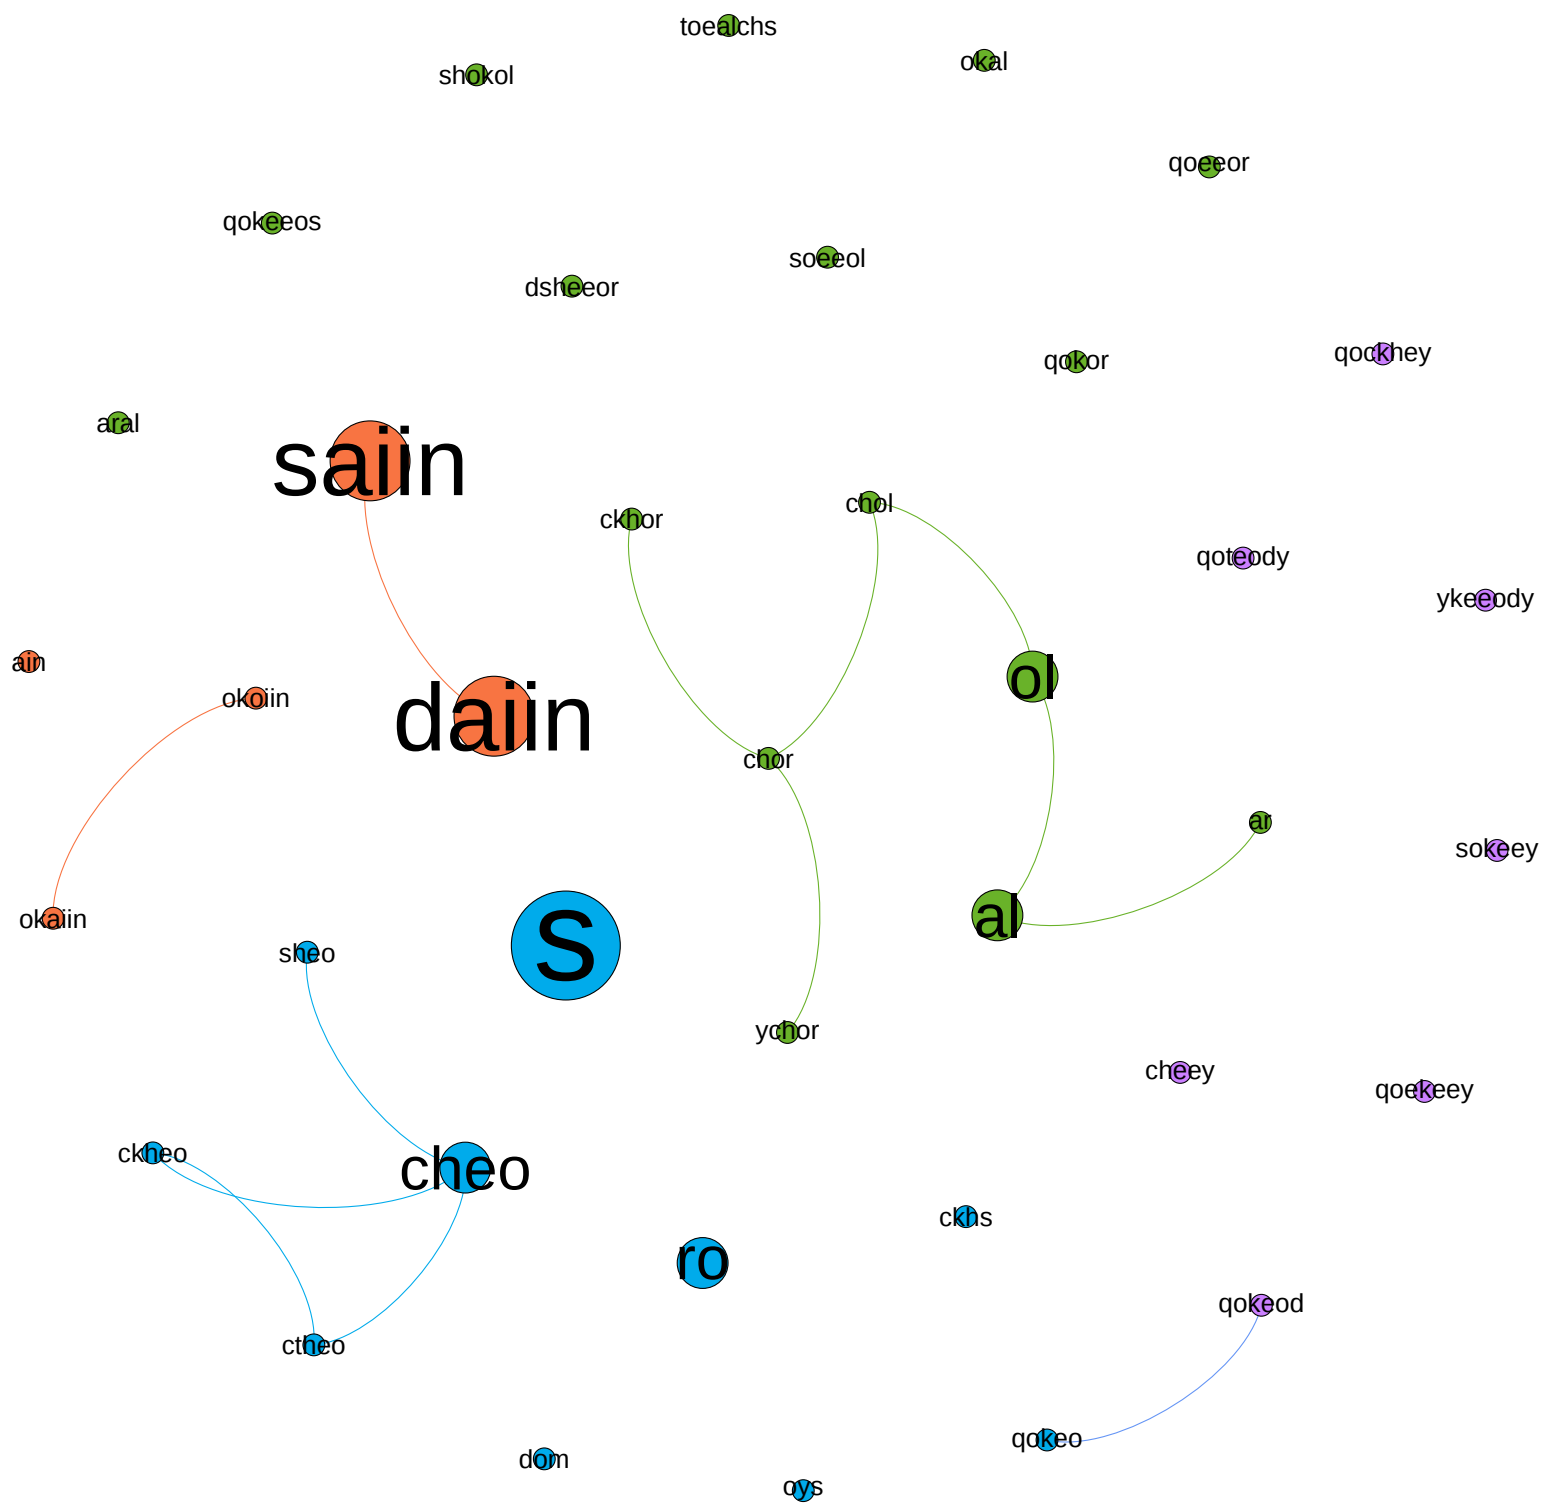 toealchs
okal
shokol
qoeeor
qokeeos
soeeol
dsheeor
qockhey
qokor
aral
saiin
chol
ckhor
qoteody
ykeeody
ain
ol
okoiin
daiin
chor
ar
sokeey
al
okaiin
s
sheo
ychor
cheey
qoekeey
ckheo
cheo
ckhs
ro
qokeod
ctheo
qokeo
dom
oys